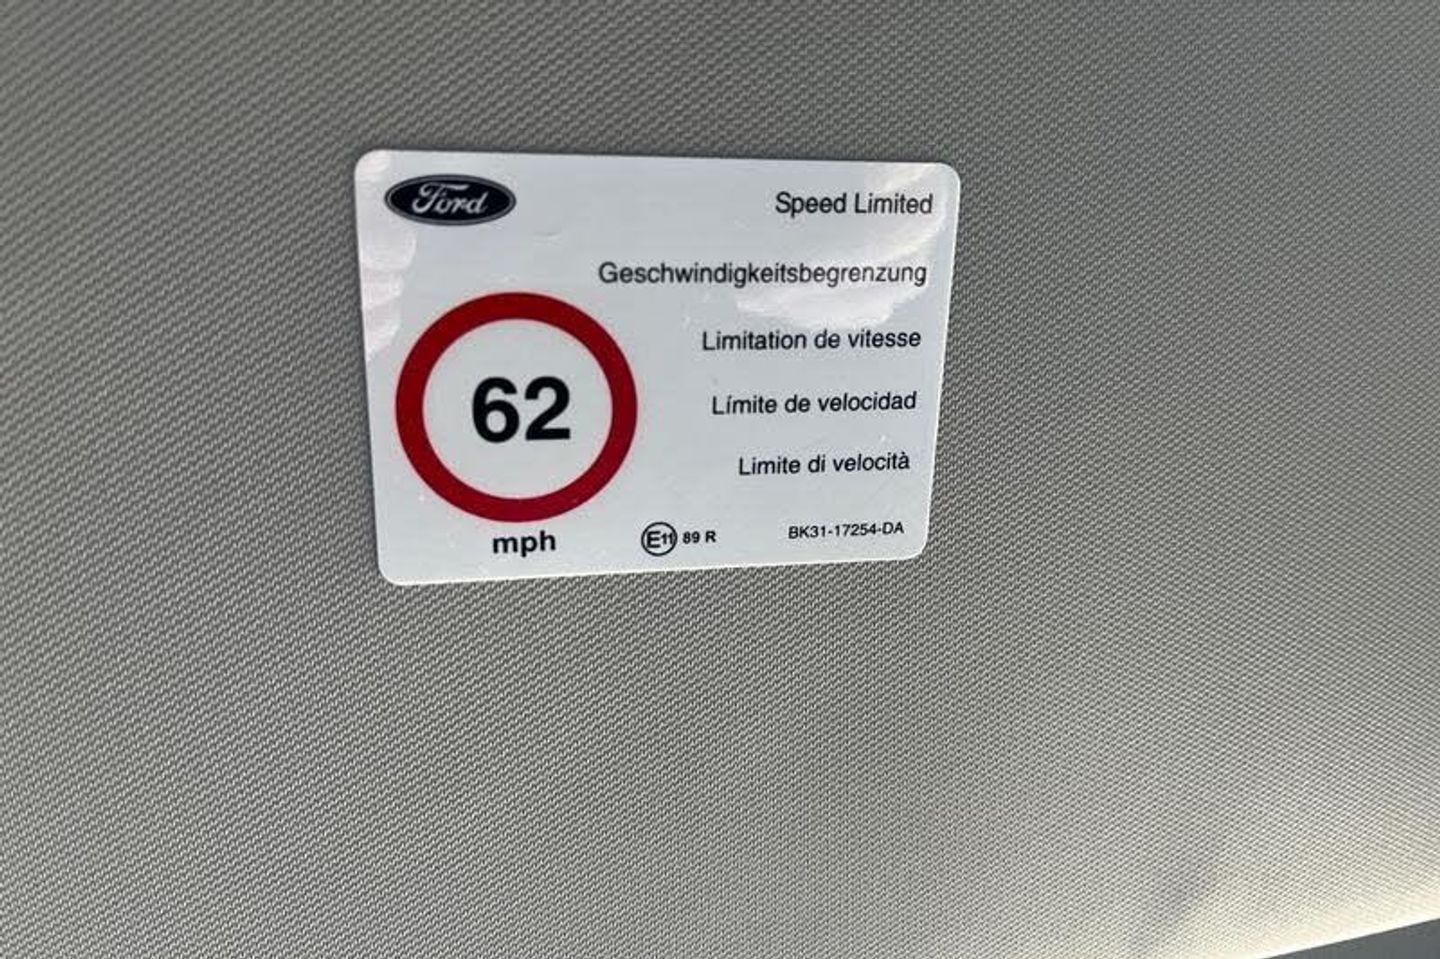 Ford
Speed Limited
Geschwindigkeitsbegrenzung
Limitation de vitesse
62
Límite de velocidad
Limite di velocità
mph
E11 89 R
BK31-17254-DA